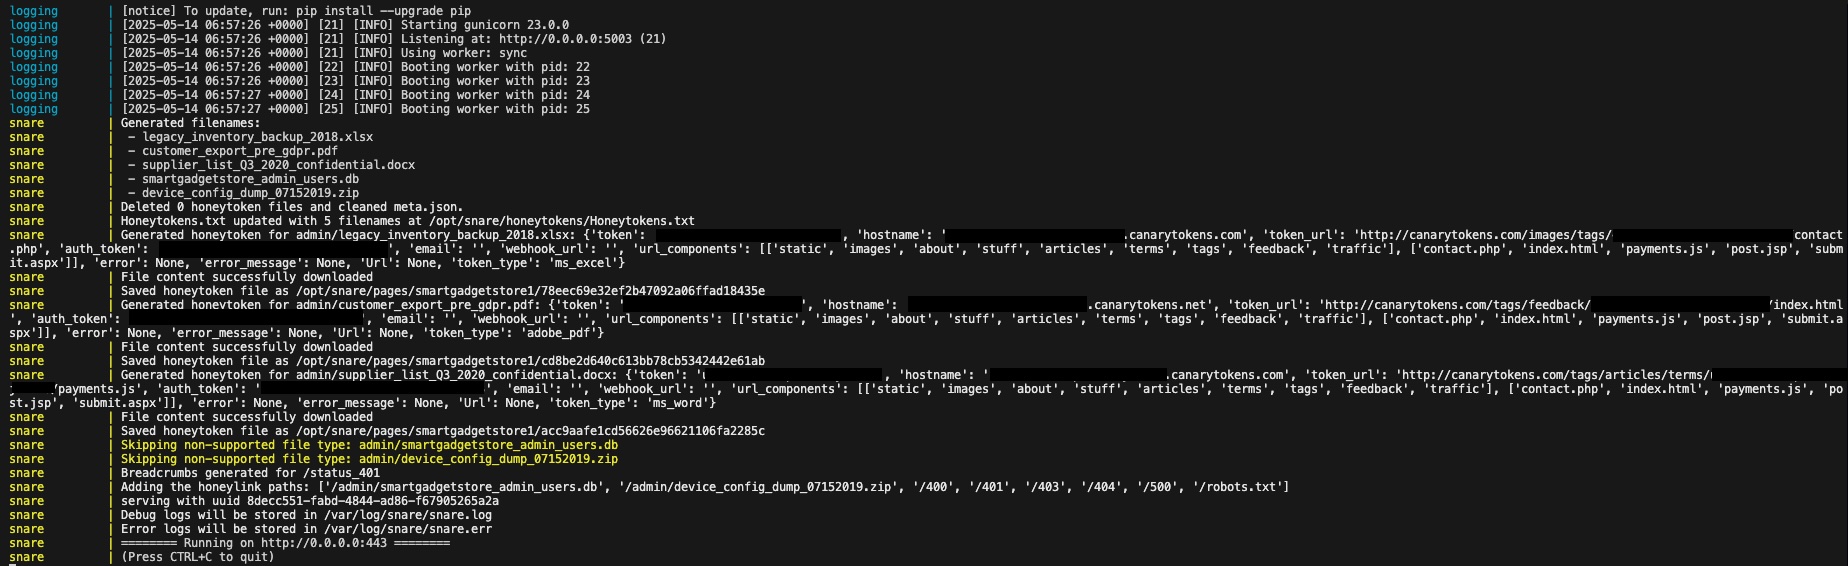 logging | [notice] To update, run: pip install --upgrade pip
logging | [2025-05-14 06:57:26 +0000] [21] [INFO] Starting gunicorn 23.0.0
logging | [2025-05-14 06:57:26 +0000] [21] [INFO] Listening at: http://0.0.0.0:5003 (21)
logging | [2025-05-14 06:57:26 +0000] [21] [INFO] Using worker: sync
logging | [2025-05-14 06:57:26 +0000] [22] [INFO] Booting worker with pid: 22
logging | [2025-05-14 06:57:26 +0000] [23] [INFO] Booting worker with pid: 23
logging | [2025-05-14 06:57:27 +0000] [24] [INFO] Booting worker with pid: 24
logging | [2025-05-14 06:57:27 +0000] [25] [INFO] Booting worker with pid: 25
snare | Generated filenames:
snare | - legacy_inventory_backup_2018.xlsx
snare | - customer_export_pre_gdpr.pdf
snare | - supplier_list_Q3_2020_confidential.docx
snare | - smartgadgetstore_admin_users.db
snare | - device_config_dump_07152019.zip
snare | Deleted 0 honeytoken files and cleaned meta.json.
snare | Honeytokens.txt updated with 5 filenames at /opt/snare/honeytokens/Honeytokens.txt
snare | Generated honeytoken for admin/legacy_inventory_backup_2018.xlsx: {'token': , 'hostname': ' .canarytokens.com', 'token_url': 'http://canarytokens.com/images/tags/ contact
.php', 'auth_token': ', 'email': '', 'webhook_url': '', 'url_components': [['static', 'images', 'about', 'stuff', 'articles', 'terms', 'tags', 'feedback', 'traffic'], ['contact.php', 'index.html', 'payments.js', 'post.jsp', 'subm
it.aspx']], 'error': None, 'error_message': None, 'Url': None, 'token_type': 'ms_excel'}
snare | File content successfully downloaded
snare | Saved honeytoken file as /opt/snare/pages/smartgadgetstore1/78eec69e32ef2b47092a06ffad18435e
snare | Generated honeytoken for admin/customer_export_pre_gdpr.pdf: {'token': ' ', 'hostname': .canarytokens.net', 'token_url': 'http://canarytokens.com/tags/feedback/ /index.html
', 'auth_token': ', 'email': '', 'webhook_url': '', 'url_components': [['static', 'images', 'about', 'stuff', 'articles', 'terms', 'tags', 'feedback', 'traffic'], ['contact.php', 'index.html', 'payments.js', 'post.jsp', 'submit.a
spx']], 'error': None, 'error_message': None, 'Url': None, 'token_type': 'adobe_pdf'}
snare | File content successfully downloaded
snare | Saved honeytoken file as /opt/snare/pages/smartgadgetstore1/cd8be2d640c613bb78cb5342442e61ab
snare | Generated honeytoken for admin/supplier_list_Q3_2020_confidential.docx: {'token': ' , 'hostname': ' .canarytokens.com', 'token_url': 'http://canarytokens.com/tags/articles/terms/
/payments.js', 'auth_token': ' ', 'email': '', 'webhook_url': '', 'url_components': [['static', 'images', 'about', 'stuff', 'articles', 'terms', 'tags', 'feedback', 'traffic'], ['contact.php', 'index.html', 'payments.js', 'po
st.jsp', 'submit.aspx']], 'error': None, 'error_message': None, 'Url': None, 'token_type': 'ms_word'}
snare | File content successfully downloaded
snare | Saved honeytoken file as /opt/snare/pages/smartgadgetstore1/acc9aafe1cd56626e96621106fa2285c
snare | Skipping non-supported file type: admin/smartgadgetstore_admin_users.db
snare | Skipping non-supported file type: admin/device_config_dump_07152019.zip
snare | Breadcrumbs generated for /status_401
snare | Adding the honeylink paths: ['/admin/smartgadgetstore_admin_users.db', '/admin/device_config_dump_07152019.zip', '/400', '/401', '/403', '/404', '/500', '/robots.txt']
snare | serving with uuid 8decc551-fabd-4844-ad86-f67905265a2a
snare | Debug logs will be stored in /var/log/snare/snare.log
snare | Error logs will be stored in /var/log/snare/snare.err
snare | ======== Running on http://0.0.0.0:443 ========
snare | (Press CTRL+C to quit)